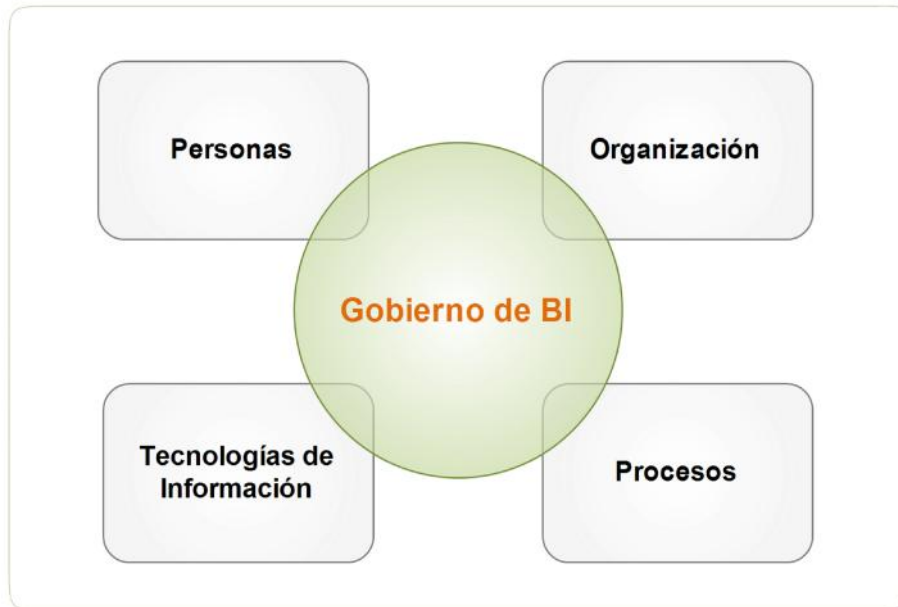 Personas
Organización
Gobierno de BI
Tecnologías de
Información
Procesos